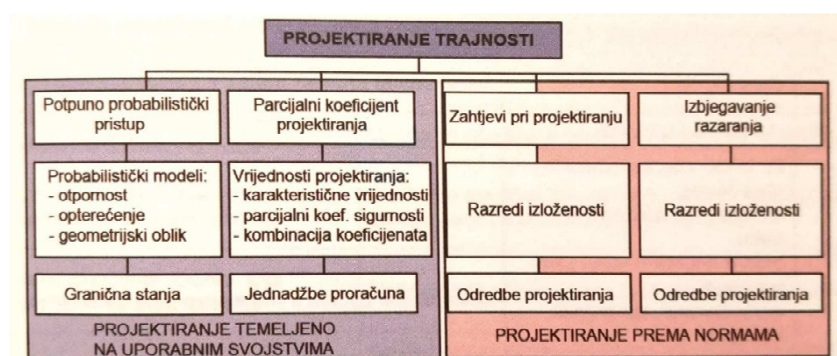 PROJEKTIRANJE TRAJNOSTI
Potpuno probabilistički
pristup
Parcijalni koeficijent
projektiranja
Zahtjevi pri projektiranju
Izbjegavanje
razaranja
Probabilistički modeli:
- otpornost
- opterećenje
- geometrijski oblik
Vrijednosti projektiranja:
- karakteristične vrijednosti
- parcijalni koef. sigurnosti
- kombinacija koeficijenata
Razredi izloženosti
Razredi izloženosti
Granična stanja
Jednadžbe proračuna
Odredbe projektiranja
Odredbe projektiranja
PROJEKTIRANJE TEMELJENO
NA UPORABNIM SVOJSTVIMA
PROJEKTIRANJE PREMA NORMAMA